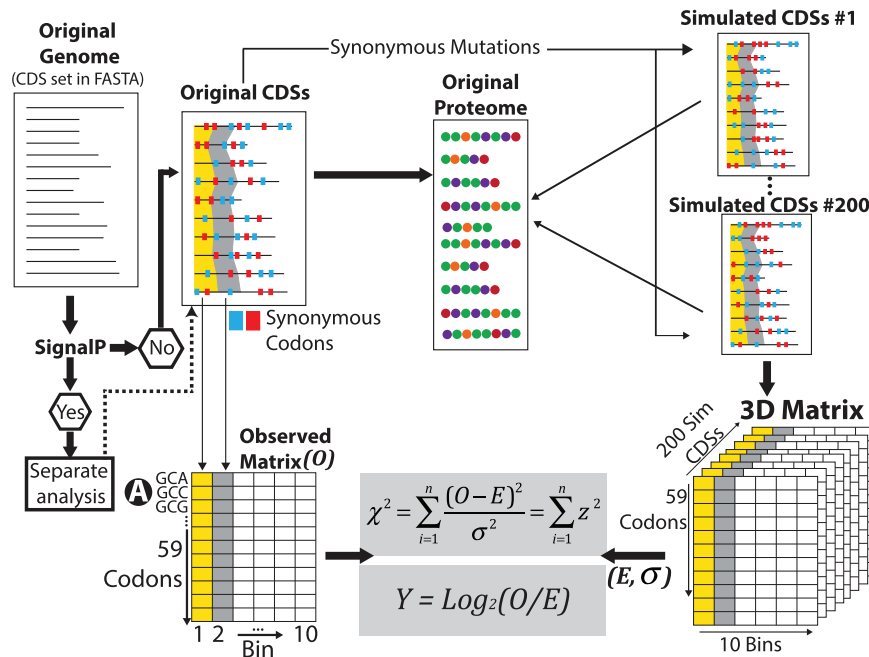 Original
Genome
(CDS set in FASTA)
Original CDSs
Synonymous Mutations
Original
Proteome
Simulated CDSs #1
Simulated CDSs #200
SignalP
No
Yes
Separate
analysis
Synonymous
Codons
Observed
Matrix(O)
A
GCA
GCC
GCG
59
Codons
1 2 ... 10
Bin
χ² = ∑ᵢ₌₁ⁿ (O−E)²/σ² = ∑ᵢ₌₁ⁿ z²
Y = Log₂(O/E)
(E, σ)
3D Matrix
200 Sim
CDSs
59
Codons
10 Bins